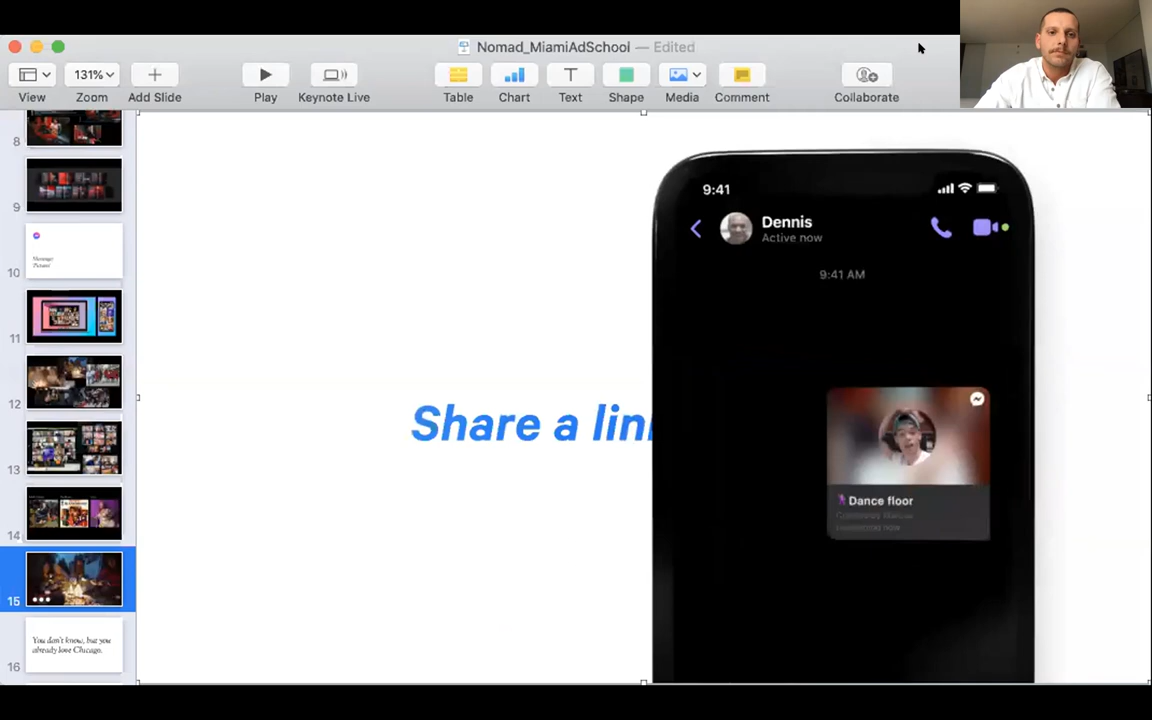 Nomad_MiamiAdSchool — Edited
131%
View
Zoom
Add Slide
Play
Keynote Live
Table
Chart
Text
Shape
Media
Comment
Collaborate
8
9
10
11
12
13
14
15
16
You don't know, but you
already love Chicago.
Share a lin
9:41
Dennis
Active now
9:41 AM
Dance floor